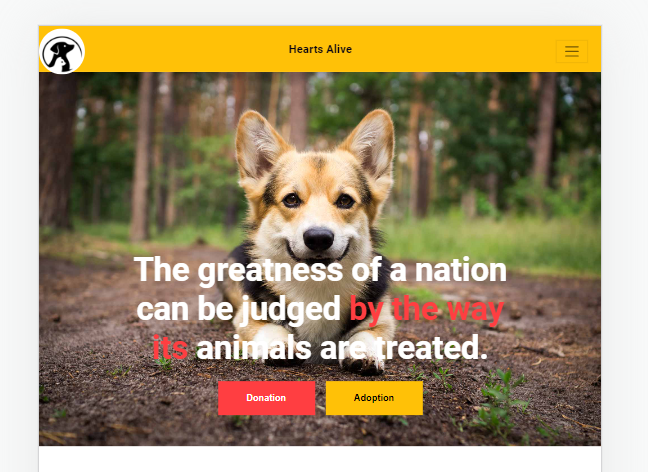 Hearts Alive
The greatness of a nation
can be judged by the way
its animals are treated.
Donation
Adoption